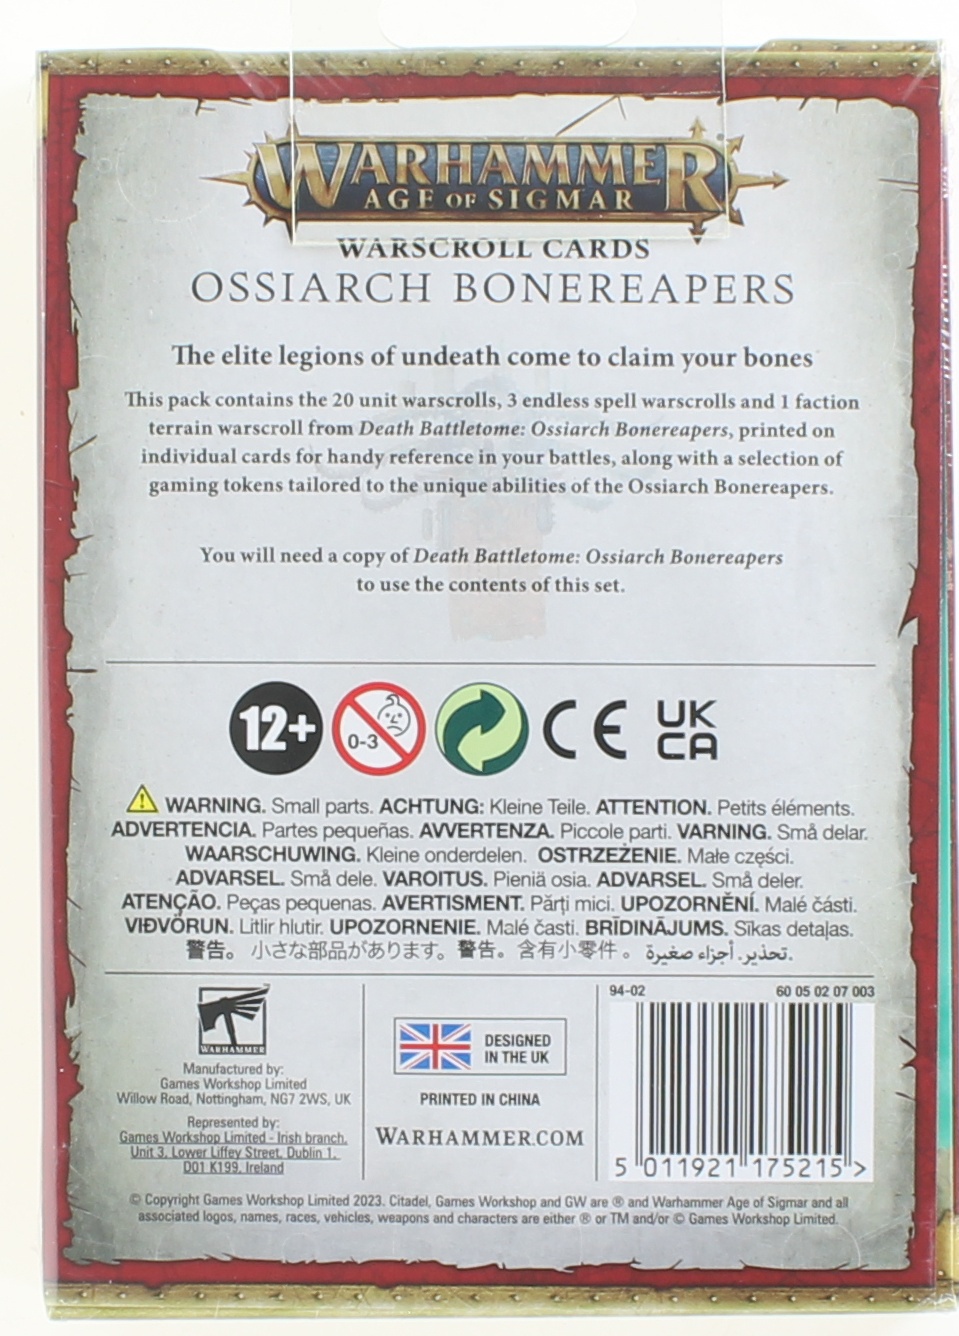 WARHAMMER
AGE OF SIGMAR
WARSCROLL CARDS
OSSIARCH BONEREAPERS
The elite legions of undeath come to claim your bones
This pack contains the 20 unit warscrolls, 3 endless spell warscrolls and 1 faction
terrain warscroll from Death Battletome: Ossiarch Bonereapers, printed on
individual cards for handy reference in your battles, along with a selection of
gaming tokens tailored to the unique abilities of the Ossiarch Bonereapers.
You will need a copy of Death Battletome: Ossiarch Bonereapers
to use the contents of this set.
12+
0-3
CE
UK
CA
WARNING. Small parts. ACHTUNG: Kleine Teile. ATTENTION. Petits éléments.
ADVERTENCIA. Partes pequeñas. AVVERTENZA. Piccole parti. VARNING. Små delar.
WAARSCHUWING. Kleine onderdelen. OSTRZEŻENIE. Małe części.
ADVARSEL. Små dele. VAROITUS. Pieniä osia. ADVARSEL. Små deler.
ATENÇÃO. Peças pequenas. AVERTISMENT. Părți mici. UPOZORNĚNÍ. Malé části.
VIÐVÖRUN. Litlir hlutir. UPOZORNENIE. Malé časti. BRĪDINĀJUMS. Sīkas detaļas.
警告。 小さな部品があります。 警告。 含有小零件 。 تحذير. أجزاء صغيرة.
WARHAMMER
Manufactured by:
Games Workshop Limited
Willow Road, Nottingham, NG7 2WS, UK
Represented by:
Games Workshop Limited - Irish branch,
Unit 3, Lower Liffey Street, Dublin 1,
D01 K199, Ireland
DESIGNED
IN THE UK
PRINTED IN CHINA
WARHAMMER.COM
94-02 60 05 02 07 003
5 011921 175215 >
© Copyright Games Workshop Limited 2023. Citadel, Games Workshop and GW are ® and Warhammer Age of Sigmar and all
associated logos, names, races, vehicles, weapons and characters are either ® or TM and/or © Games Workshop Limited.